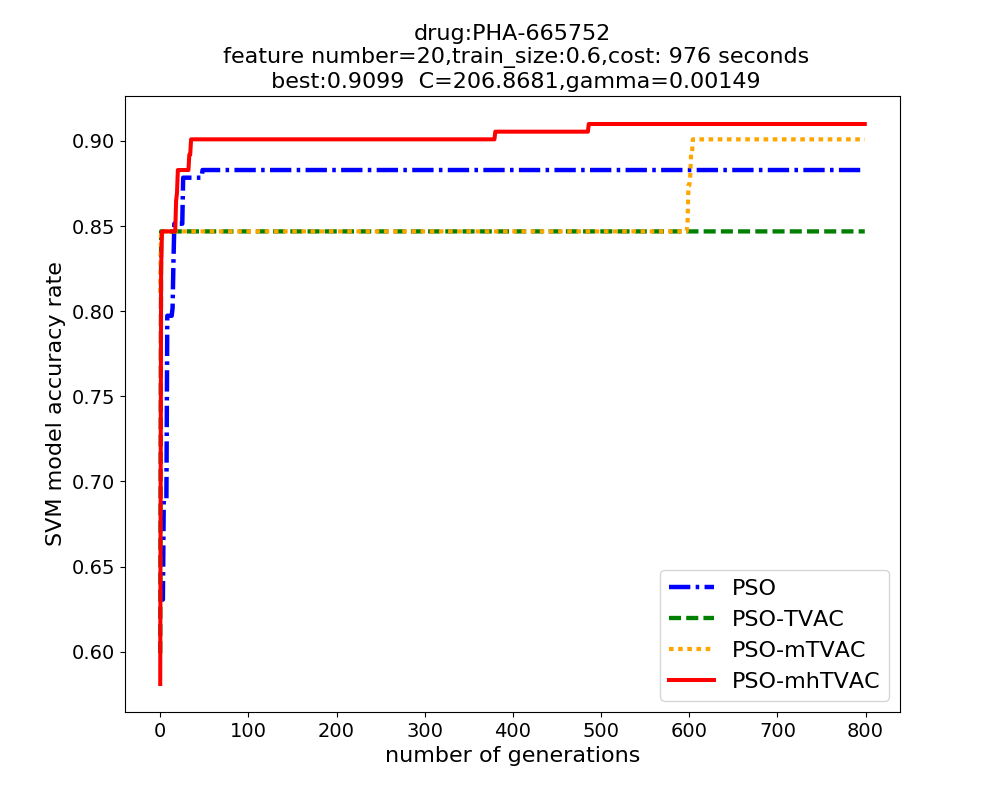 drug:PHA-665752
feature number=20,train_size:0.6,cost: 976 seconds
best:0.9099  C=206.8681,gamma=0.00149
SVM model accuracy rate
0.90
0.85
0.80
0.75
0.70
0.65
0.60
PSO
PSO-TVAC
PSO-mTVAC
PSO-mhTVAC
0 100 200 300 400 500 600 700 800
number of generations